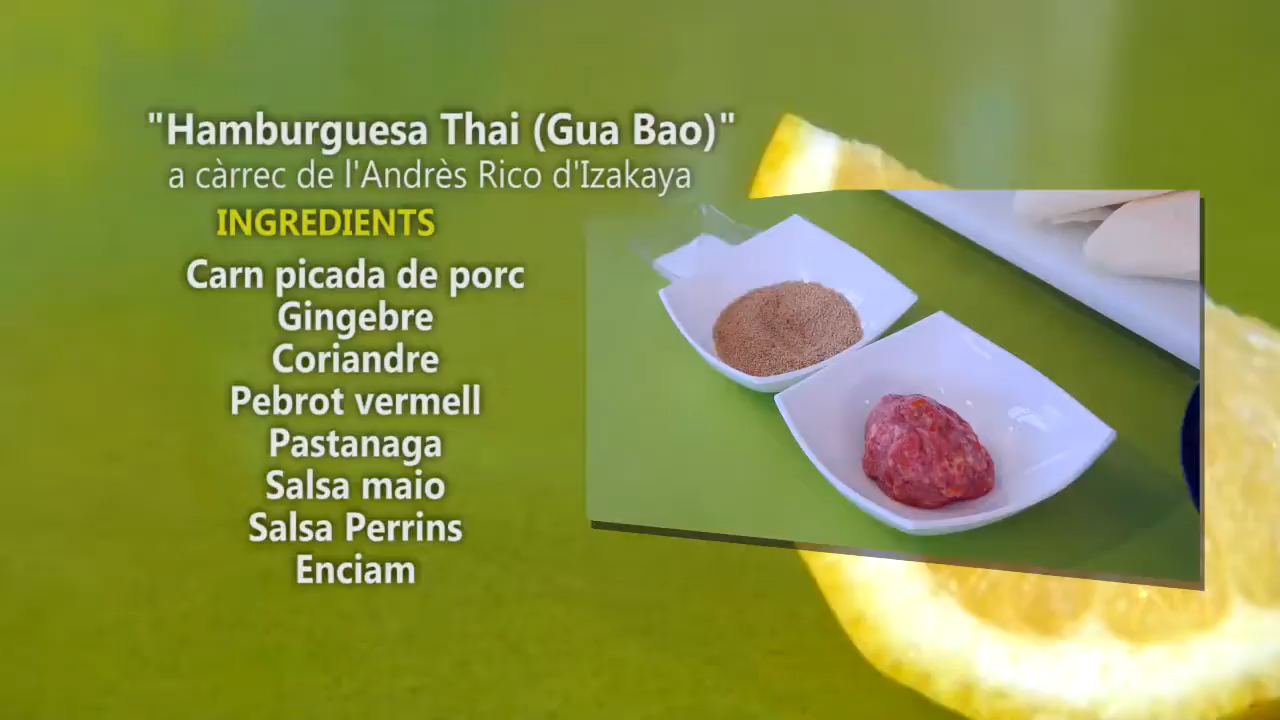 "Hamburguesa Thai (Gua Bao)"
a càrrec de l'Andrès Rico d'Izakaya
INGREDIENTS
Carn picada de porc
Gingebre
Coriandre
Pebrot vermell
Pastanaga
Salsa maio
Salsa Perrins
Enciam